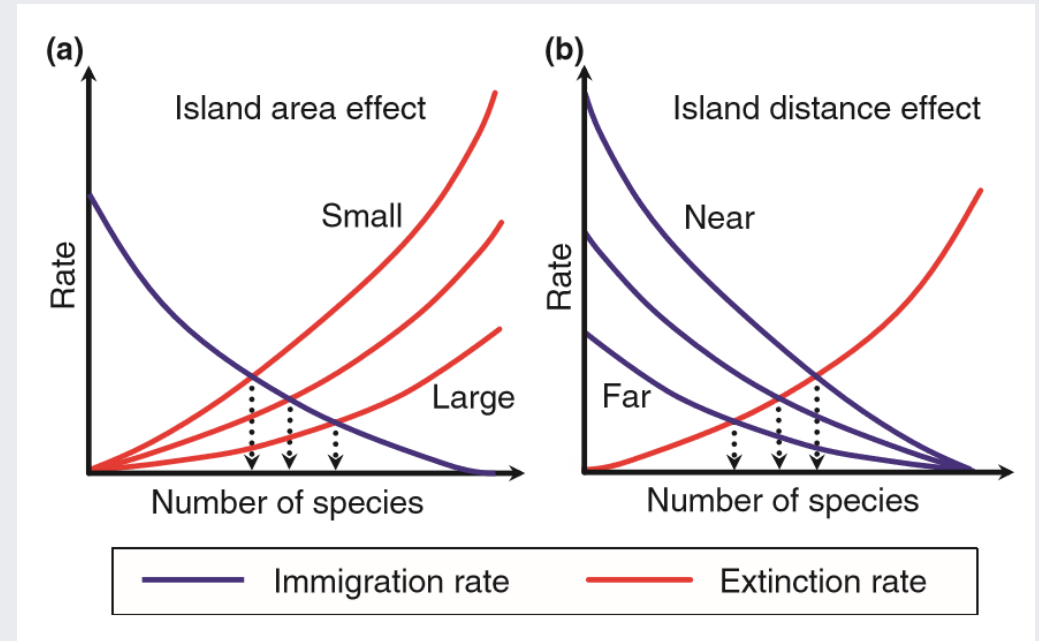 (a)
Island area effect
Small
Large
Rate
Number of species
(b)
Island distance effect
Near
Far
Rate
Number of species
Immigration rate
Extinction rate